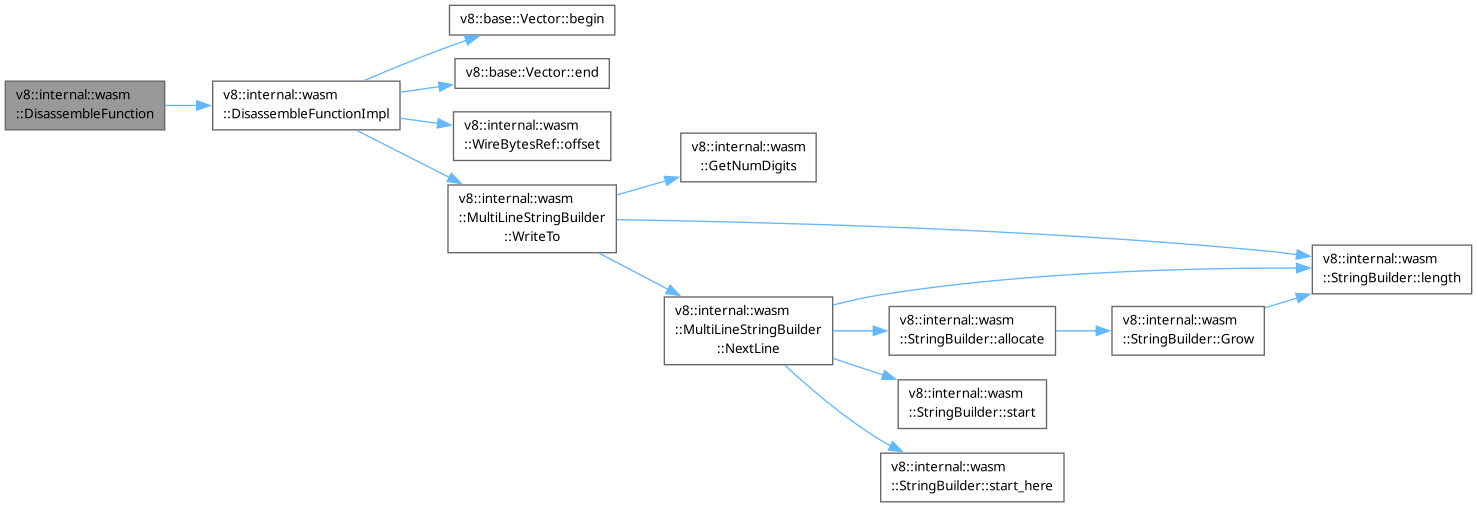 v8::internal::wasm
::DisassembleFunction
v8::internal::wasm
::DisassembleFunctionImpl
v8::base::Vector::begin
v8::base::Vector::end
v8::internal::wasm
::WireBytesRef::offset
v8::internal::wasm
::MultiLineStringBuilder
::WriteTo
v8::internal::wasm
::GetNumDigits
v8::internal::wasm
::MultiLineStringBuilder
::NextLine
v8::internal::wasm
::StringBuilder::allocate
v8::internal::wasm
::StringBuilder::start
v8::internal::wasm
::StringBuilder::start_here
v8::internal::wasm
::StringBuilder::Grow
v8::internal::wasm
::StringBuilder::length